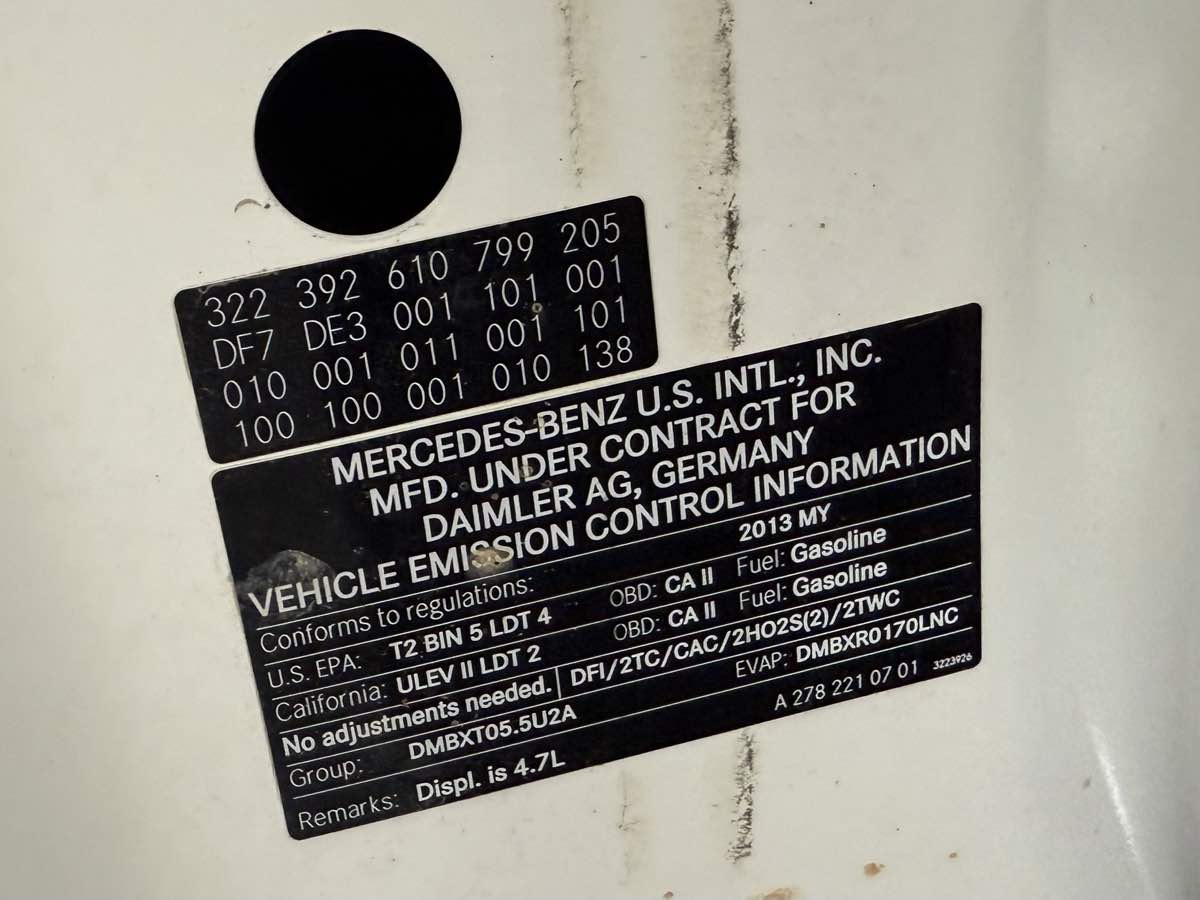 322 392 610 799 205
DF7 DE3 001 101 001
010 001 011 001 101
100 100 001 010 138
MERCEDES-BENZ U.S. INTL., INC.
MFD. UNDER CONTRACT FOR
DAIMLER AG, GERMANY
VEHICLE EMISSION CONTROL INFORMATION
Conforms to regulations: 2013 MY
U.S. EPA: T2 BIN 5 LDT 4 OBD: CA II Fuel: Gasoline
California: ULEV II LDT 2 OBD: CA II Fuel: Gasoline
No adjustments needed. DFI/2TC/CAC/2HO2S(2)/2TWC
Group: DMBXT05.5U2A EVAP: DMBXR0170LNC
Remarks: Displ. is 4.7L A 278 221 07 01 3223926